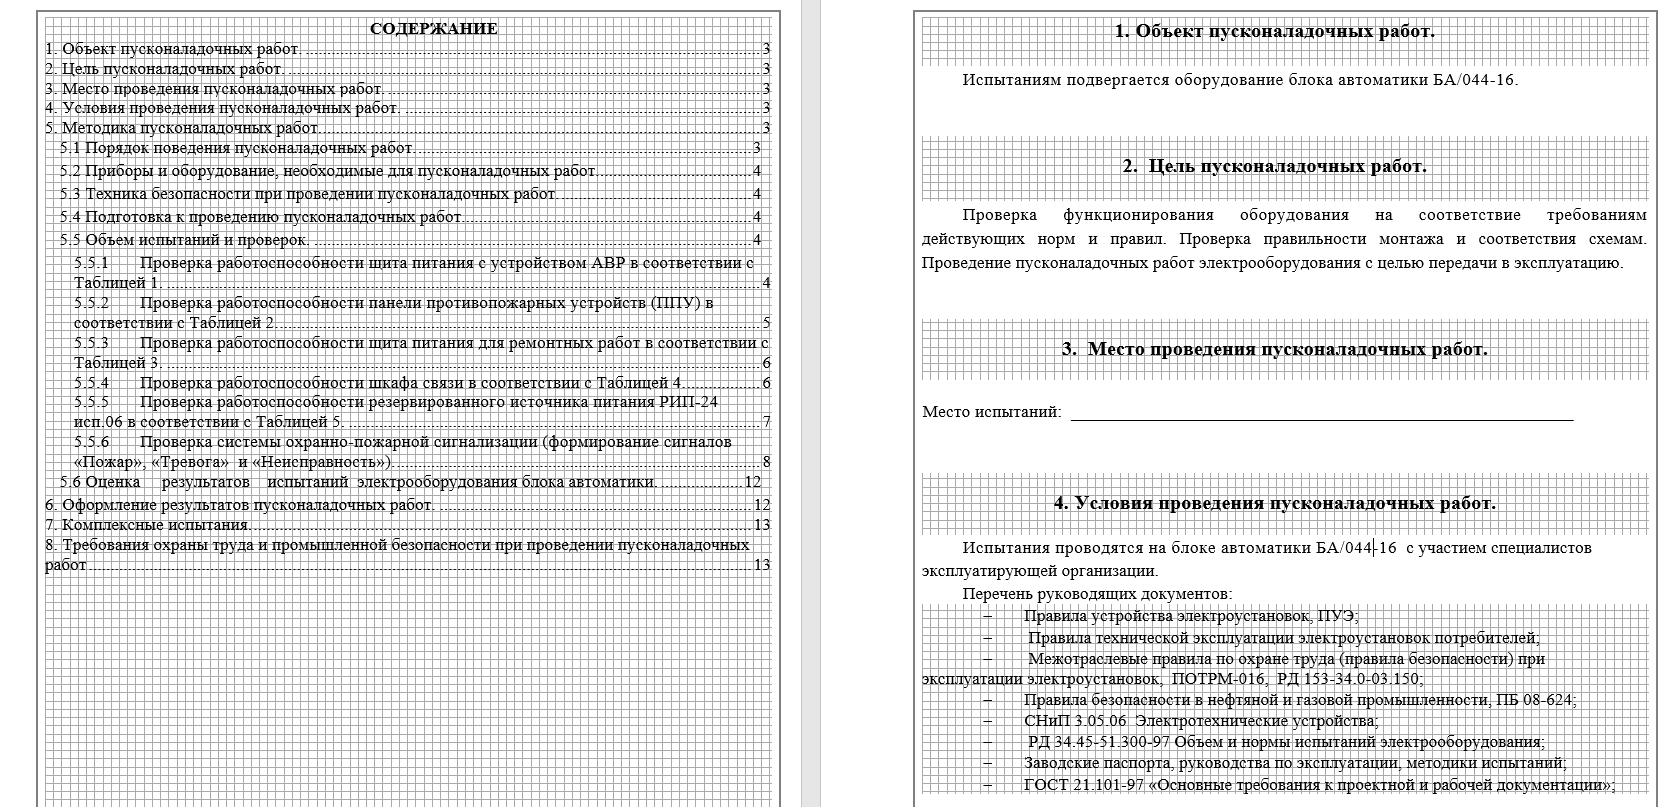 СОДЕРЖАНИЕ
1. Объект пусконаладочных работ. 3
2. Цель пусконаладочных работ. 3
3. Место проведения пусконаладочных работ. 3
4. Условия проведения пусконаладочных работ. 3
5. Методика пусконаладочных работ. 3
5.1 Порядок поведения пусконаладочных работ. 3
5.2 Приборы и оборудование, необходимые для пусконаладочных работ. 4
5.3 Техника безопасности при проведении пусконаладочных работ. 4
5.4 Подготовка к проведению пусконаладочных работ. 4
5.5 Объем испытаний и проверок. 4
5.5.1 Проверка работоспособности щита питания с устройством АВР в соответствии с
Таблицей 1. 4
5.5.2 Проверка работоспособности панели противопожарных устройств (ППУ) в
соответствии с Таблицей 2. 5
5.5.3 Проверка работоспособности щита питания для ремонтных работ в соответствии с
Таблицей 3. 6
5.5.4 Проверка работоспособности шкафа связи в соответствии с Таблицей 4. 6
5.5.5 Проверка работоспособности резервированного источника питания РИП-24
исп.06 в соответствии с Таблицей 5. 7
5.5.6 Проверка системы охранно-пожарной сигнализации (формирование сигналов
«Пожар», «Тревога» и «Неисправность»). 8
5.6 Оценка результатов испытаний электрооборудования блока автоматики. 12
6. Оформление результатов пусконаладочных работ. 12
7. Комплексные испытания. 13
8. Требования охраны труда и промышленной безопасности при проведении пусконаладочных
работ 13
1. Объект пусконаладочных работ.
Испытаниям подвергается оборудование блока автоматики БА/044-16.
2. Цель пусконаладочных работ.
Проверка функционирования оборудования на соответствие требованиям
действующих норм и правил. Проверка правильности монтажа и соответствия схемам.
Проведение пусконаладочных работ электрооборудования с целью передачи в эксплуатацию.
3. Место проведения пусконаладочных работ.
Место испытаний:
4. Условия проведения пусконаладочных работ.
Испытания проводятся на блоке автоматики БА/044-16 с участием специалистов
эксплуатирующей организации.
Перечень руководящих документов:
– Правила устройства электроустановок, ПУЭ;
– Правила технической эксплуатации электроустановок потребителей;
– Межотраслевые правила по охране труда (правила безопасности) при
эксплуатации электроустановок, ПОТРМ-016, РД 153-34.0-03.150;
– Правила безопасности в нефтяной и газовой промышленности, ПБ 08-624;
– СНиП 3.05.06 Электротехнические устройства;
– РД 34.45-51.300-97 Объем и нормы испытаний электрооборудования;
– Заводские паспорта, руководства по эксплуатации, методики испытаний;
– ГОСТ 21.101-97 «Основные требования к проектной и рабочей документации»;